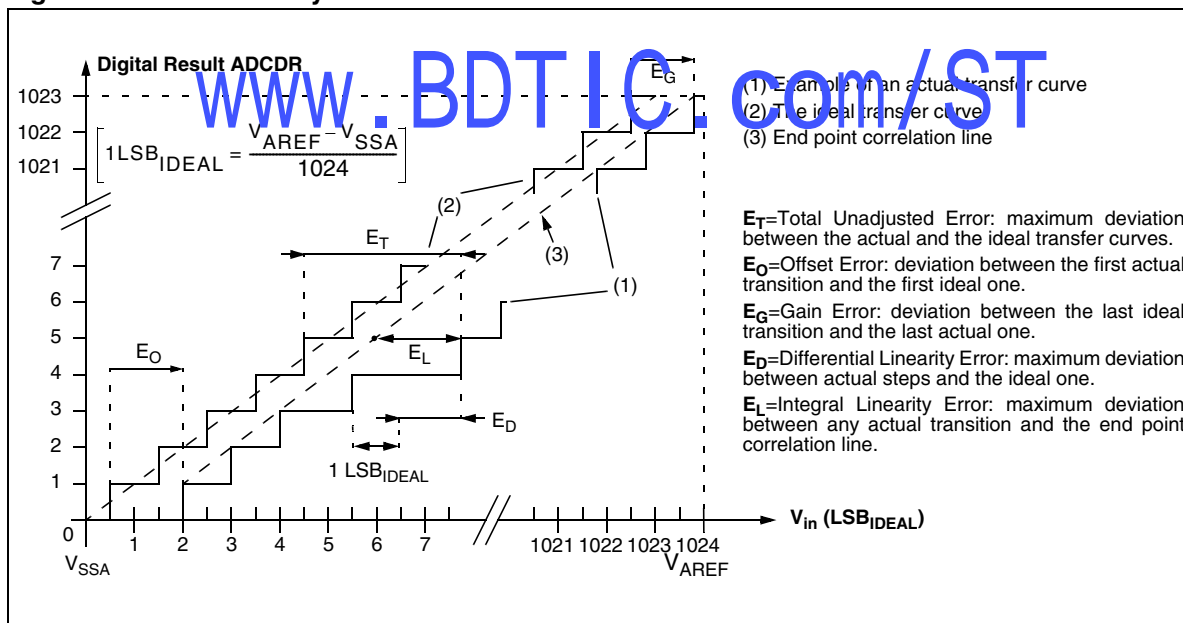 www.BDTIC.com/ST
Digital Result ADCDR
E_G
1023
1022
1021
1LSB_IDEAL = V_AREF – V_SSA / 1024
(1) Example of an actual transfer curve
(2) The ideal transfer curve
(3) End point correlation line
(2)
E_T
(3)
(1)
7
6
5
4
3
2
1
0
E_O
E_L
E_D
1 LSB_IDEAL
E_T=Total Unadjusted Error: maximum deviation
between the actual and the ideal transfer curves.
E_O=Offset Error: deviation between the first actual
transition and the first ideal one.
E_G=Gain Error: deviation between the last ideal
transition and the last actual one.
E_D=Differential Linearity Error: maximum deviation
between actual steps and the ideal one.
E_L=Integral Linearity Error: maximum deviation
between any actual transition and the end point
correlation line.
V_in (LSB_IDEAL)
1 2 3 4 5 6 7 1021 1022 1023 1024
V_SSA
V_AREF